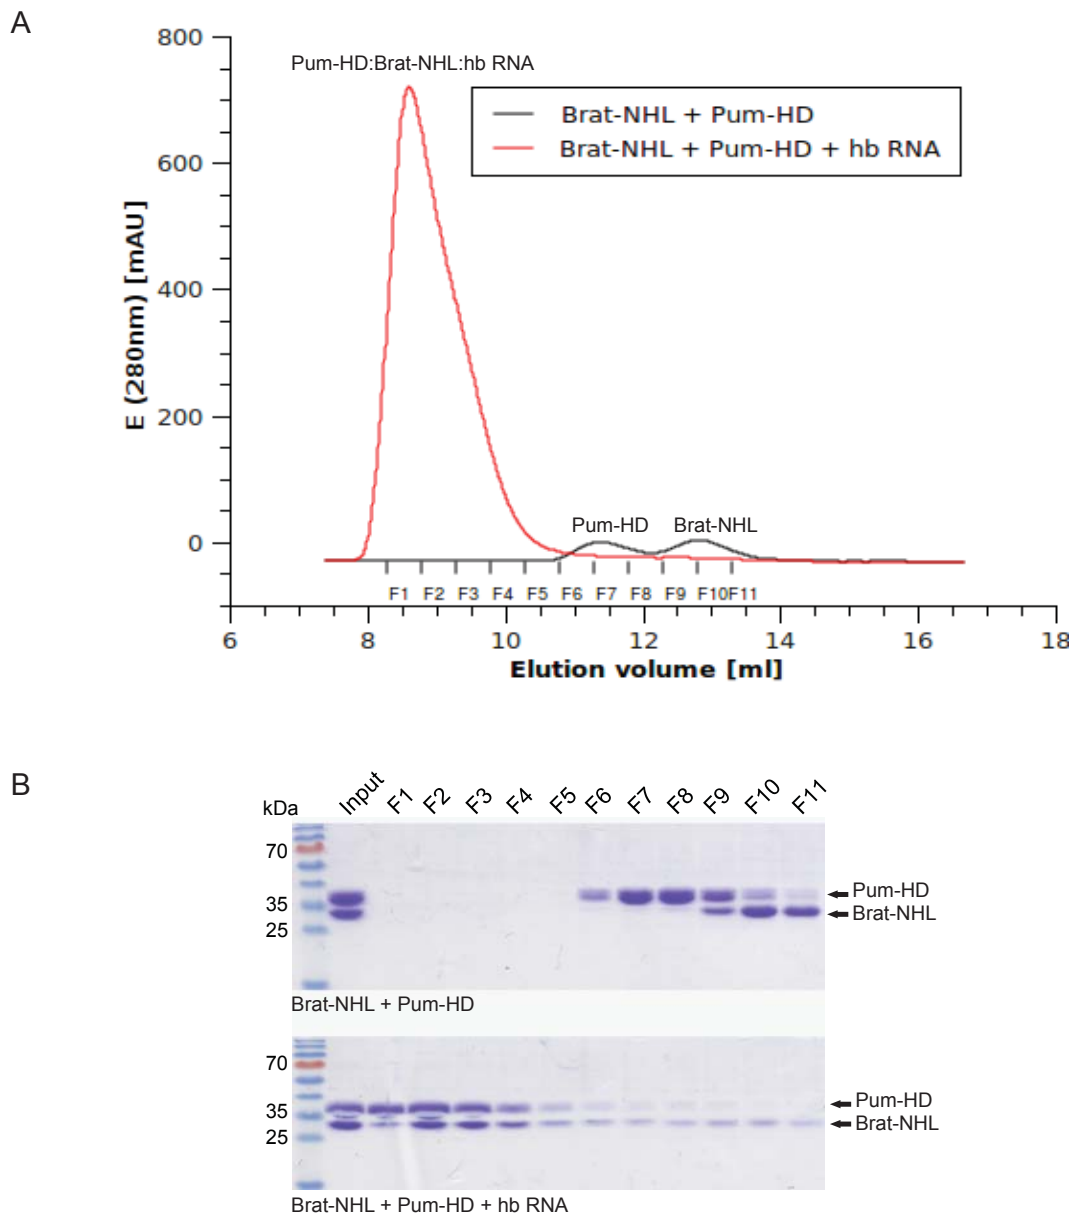 A
Pum-HD:Brat-NHL:hb RNA
Brat-NHL + Pum-HD
Brat-NHL + Pum-HD + hb RNA
E (280nm) [mAU]
800
600
400
200
0
Pum-HD Brat-NHL
F1 F2 F3 F4 F5 F6 F7 F8 F9 F10 F11
6 8 10 12 14 16 18
Elution volume [ml]
B
kDa Input F1 F2 F3 F4 F5 F6 F7 F8 F9 F10 F11
70
35
25
Pum-HD
Brat-NHL
Brat-NHL + Pum-HD
70
35
25
Pum-HD
Brat-NHL
Brat-NHL + Pum-HD + hb RNA